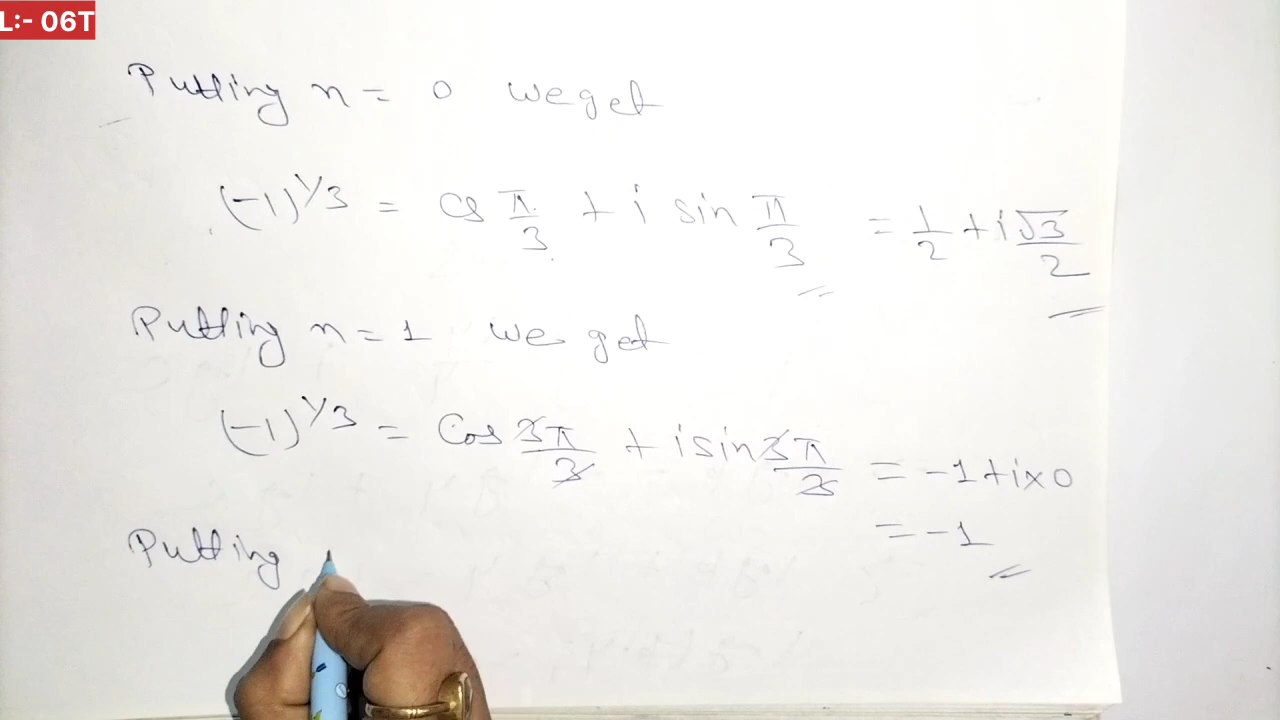 L:- 06T
Putting n = 0 we get
(-1)^1/3 = cos π/3 + i sin π/3 = 1/2 + i √3/2
Putting n = 1 we get
(-1)^1/3 = Cos 3π/3 + i sin 3π/3 = -1 + i × 0
= -1
Putting